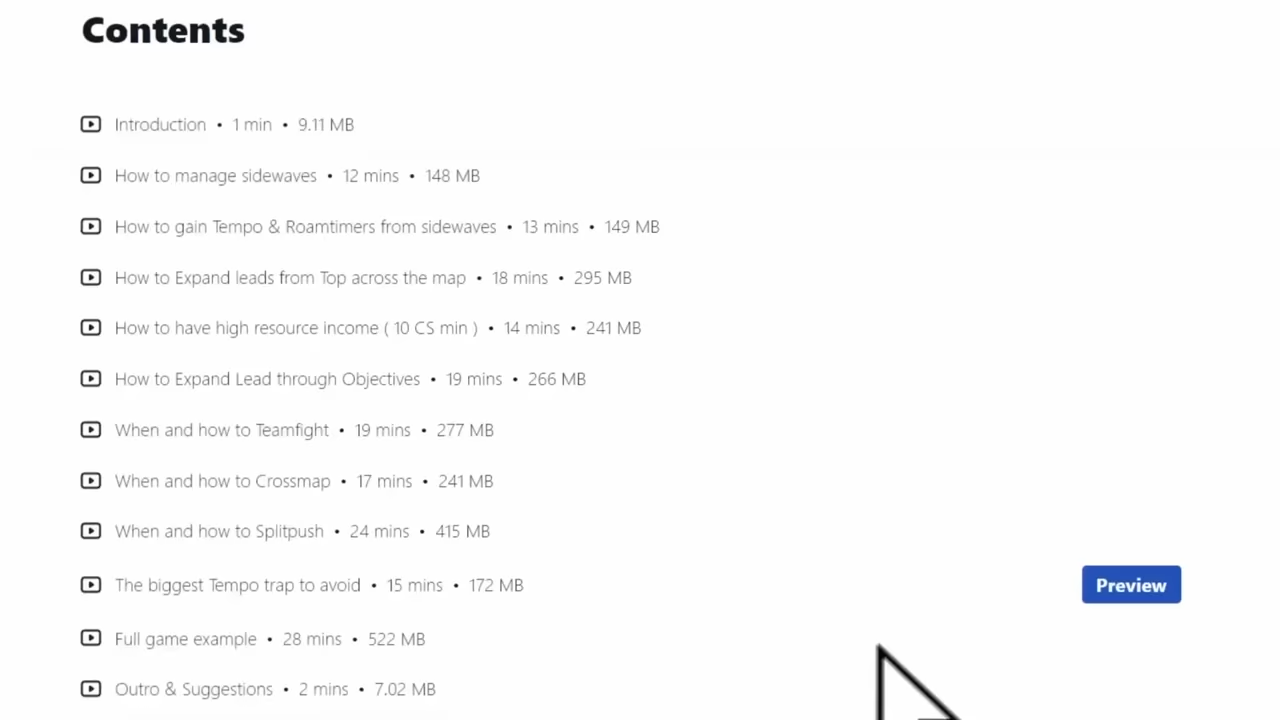 Contents
Introduction • 1 min • 9.11 MB
How to manage sidewaves • 12 mins • 148 MB
How to gain Tempo & Roamtimers from sidewaves • 13 mins • 149 MB
How to Expand leads from Top across the map • 18 mins • 295 MB
How to have high resource income ( 10 CS min ) • 14 mins • 241 MB
How to Expand Lead through Objectives • 19 mins • 266 MB
When and how to Teamfight • 19 mins • 277 MB
When and how to Crossmap • 17 mins • 241 MB
When and how to Splitpush • 24 mins • 415 MB
The biggest Tempo trap to avoid • 15 mins • 172 MB Preview
Full game example • 28 mins • 522 MB
Outro & Suggestions • 2 mins • 7.02 MB